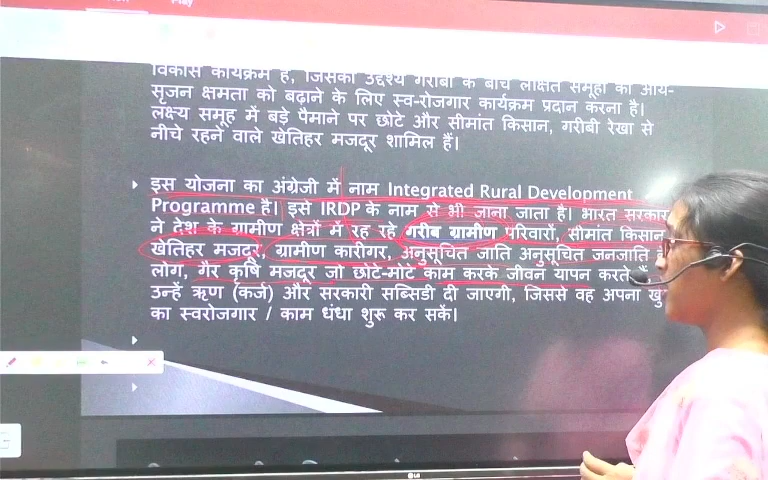 Play
विकास कार्यक्रम है, जिसका उद्देश्य गरीबी के बीच लक्षित समूहों की आय-
सृजन क्षमता को बढ़ाने के लिए स्व-रोजगार कार्यक्रम प्रदान करना है।
लक्ष्य समूह में बड़े पैमाने पर छोटे और सीमांत किसान, गरीबी रेखा से
नीचे रहने वाले खेतिहर मजदूर शामिल हैं।
इस योजना का अंग्रेजी में नाम Integrated Rural Development
Programme है। इसे IRDP के नाम से भी जाना जाता है। भारत सरकार
ने देश के ग्रामीण क्षेत्रों में रह रहे गरीब ग्रामीण परिवारों, सीमांत किसान
खेतिहर मजदूर, ग्रामीण कारीगर, अनुसूचित जाति अनुसूचित जनजाति
लोग, गैर कृषि मजदूर जो छोटे-मोटे काम करके जीवन यापन करते
उन्हें ऋण (कर्ज) और सरकारी सब्सिडी दी जाएगी, जिससे वह अपना
का स्वरोजगार / काम धंधा शुरू कर सकें।
LG